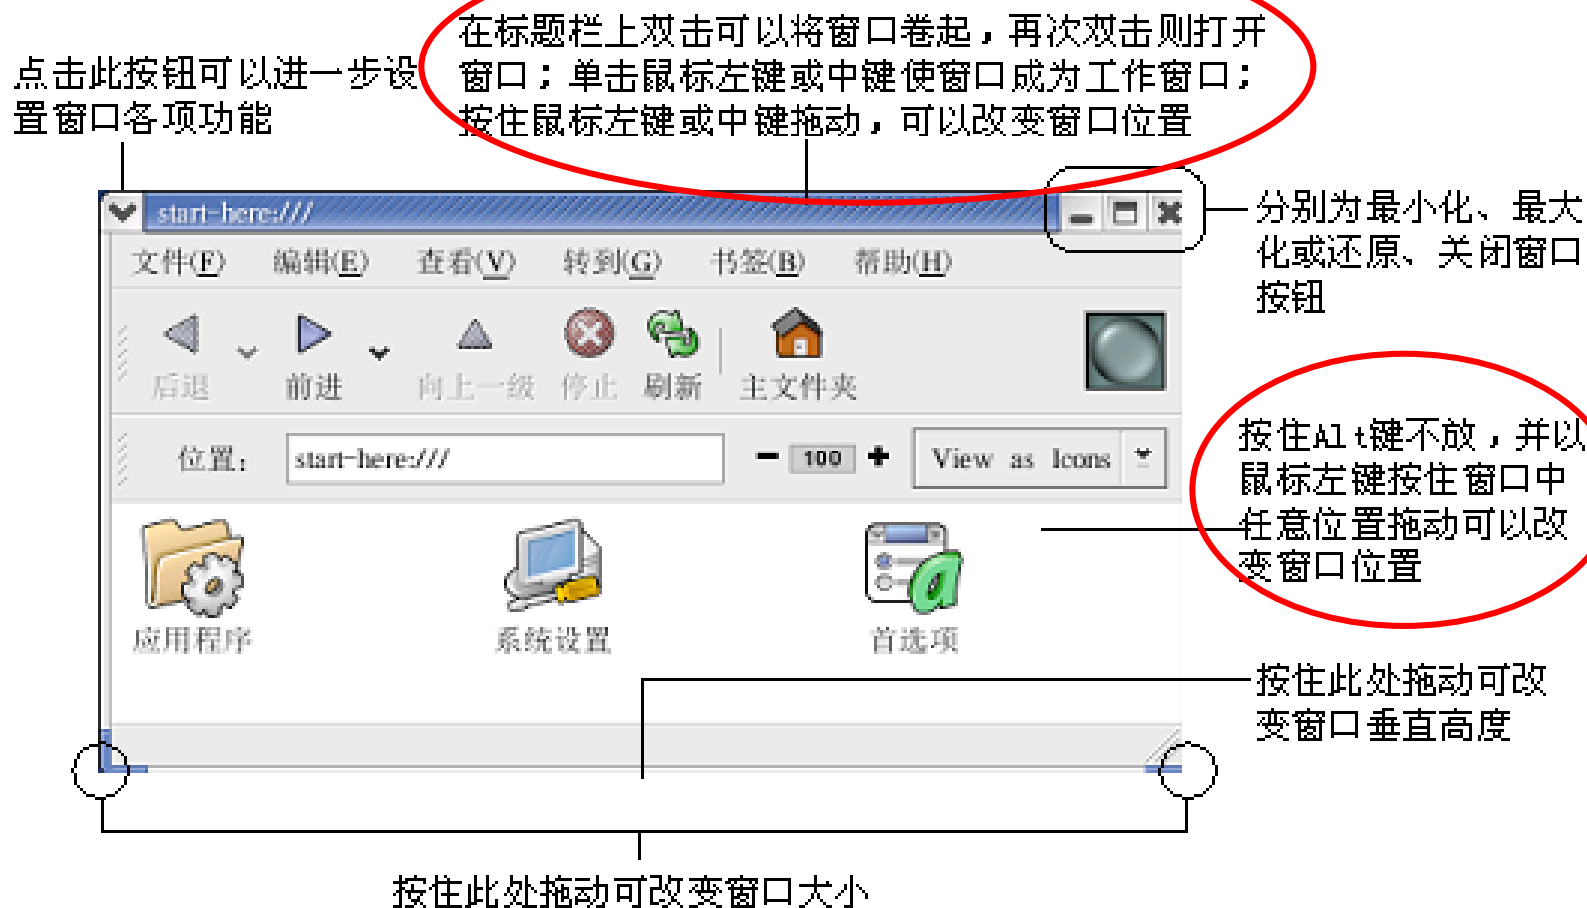 在标题栏上双击可以将窗口卷起，再次双击则打开
窗口；单击鼠标左键或中键使窗口成为工作窗口；
按住鼠标左键或中键拖动，可以改变窗口位置
点击此按钮可以进一步设
置窗口各项功能
start-here:///
分别为最小化、最大
化或还原、关闭窗口
按钮
文件(F) 编辑(E) 查看(V) 转到(G) 书签(B) 帮助(H)
后退 前进 向上一级 停止 刷新 主文件夹
位置: start-here:/// 100 View as Icons
按住Alt键不放，并以
鼠标左键按住窗口中
任意位置拖动可以改
变窗口位置
应用程序 系统设置 首选项
按住此处拖动可改
变窗口垂直高度
按住此处拖动可改变窗口大小